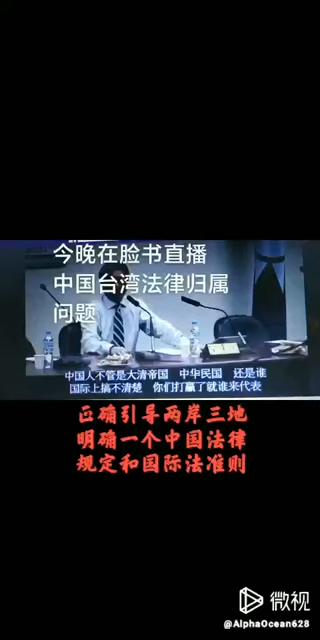 今晚在脸书直播
中国台湾法律归属
问题
中国人不管是大清帝国 中华民国 还是谁
国际上搞不清楚 你们打赢了就谁来代表
正确引导两岸三地
明确一个中国法律
规定和国际法准则
微视
@AlphaOcean628